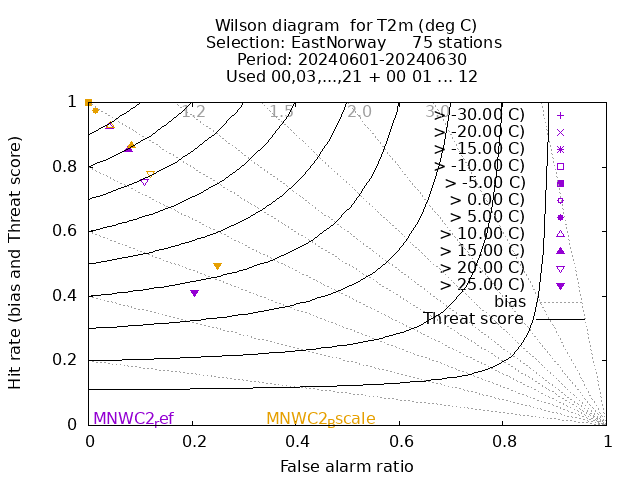 Wilson diagram  for T2m (deg C)
Selection: EastNorway     75 stations
Period: 20240601-20240630
Used 00,03,...,21 + 00 01 ... 12
1.2 1.5 2.0 3.0
> -30.00 C)
> -20.00 C)
> -15.00 C)
> -10.00 C)
> -5.00 C)
> 0.00 C)
> 5.00 C)
> 10.00 C)
> 15.00 C)
> 20.00 C)
> 25.00 C)
bias
Threat score
Hit rate (bias and Threat score)
1
0.8
0.6
0.4
0.2
0
MNWC2ref MNWC2Bscale
0 0.2 0.4 0.6 0.8 1
False alarm ratio